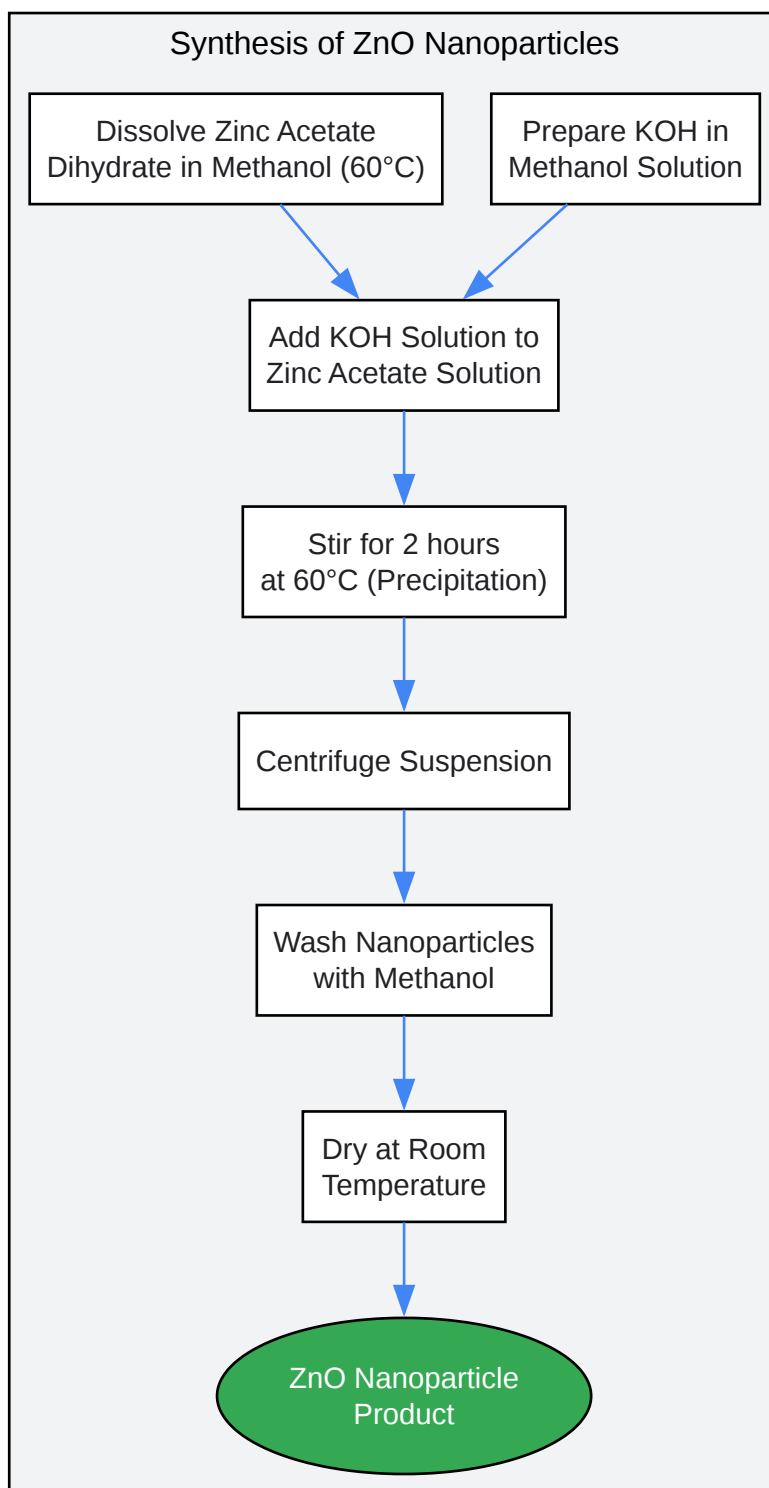 Synthesis of ZnO Nanoparticles
Dissolve Zinc Acetate
Dihydrate in Methanol (60°C)
Prepare KOH in
Methanol Solution
Add KOH Solution to
Zinc Acetate Solution
Stir for 2 hours
at 60°C (Precipitation)
Centrifuge Suspension
Wash Nanoparticles
with Methanol
Dry at Room
Temperature
ZnO Nanoparticle
Product